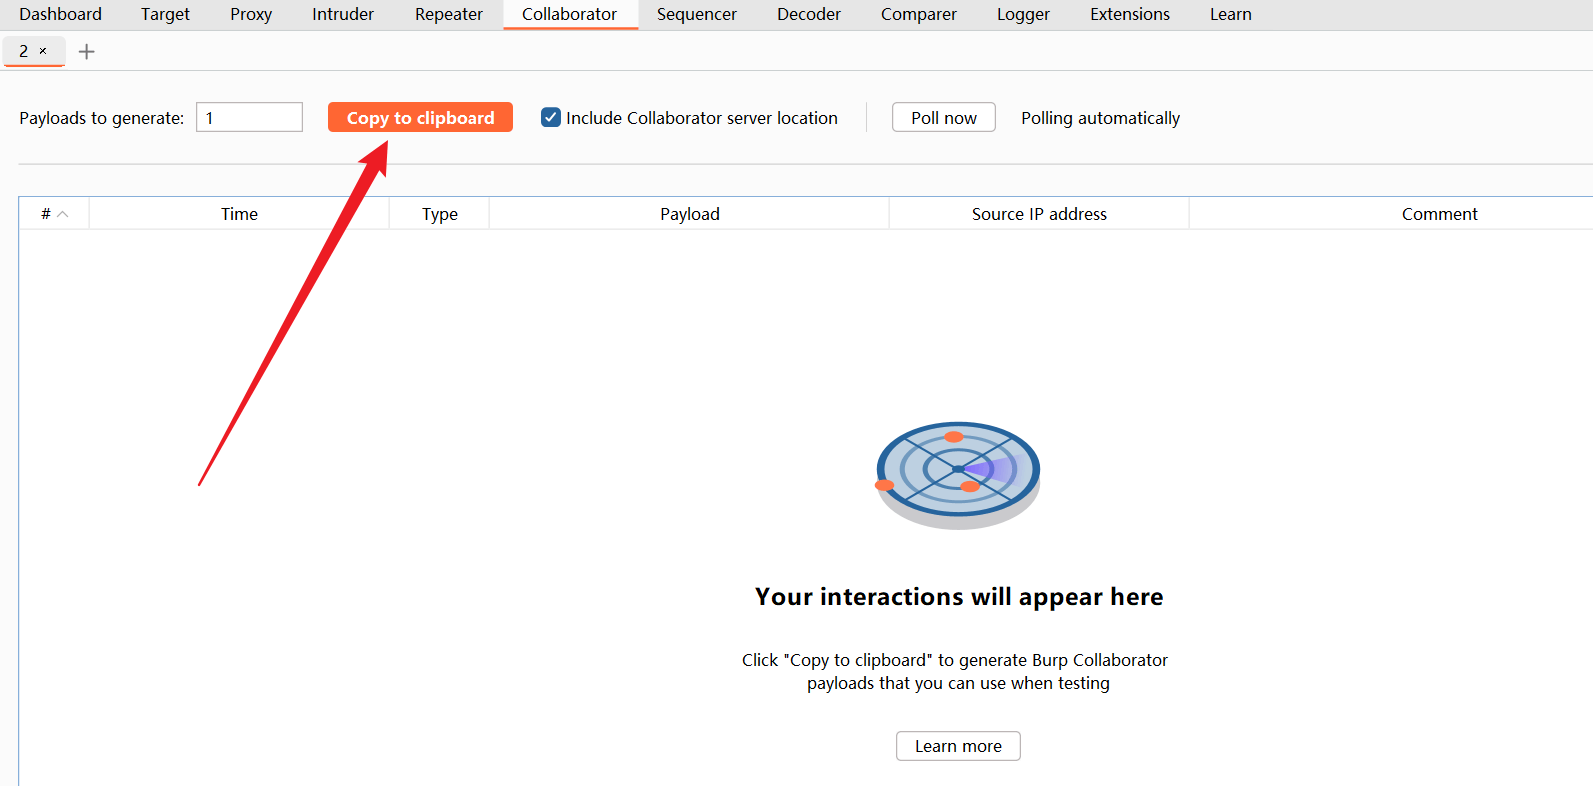 Dashboard Target Proxy Intruder Repeater Collaborator Sequencer Decoder Comparer Logger Extensions Learn
2 × +
Payloads to generate: 1 Copy to clipboard Include Collaborator server location Poll now Polling automatically
# Time Type Payload Source IP address Comment
Your interactions will appear here
Click "Copy to clipboard" to generate Burp Collaborator
payloads that you can use when testing
Learn more